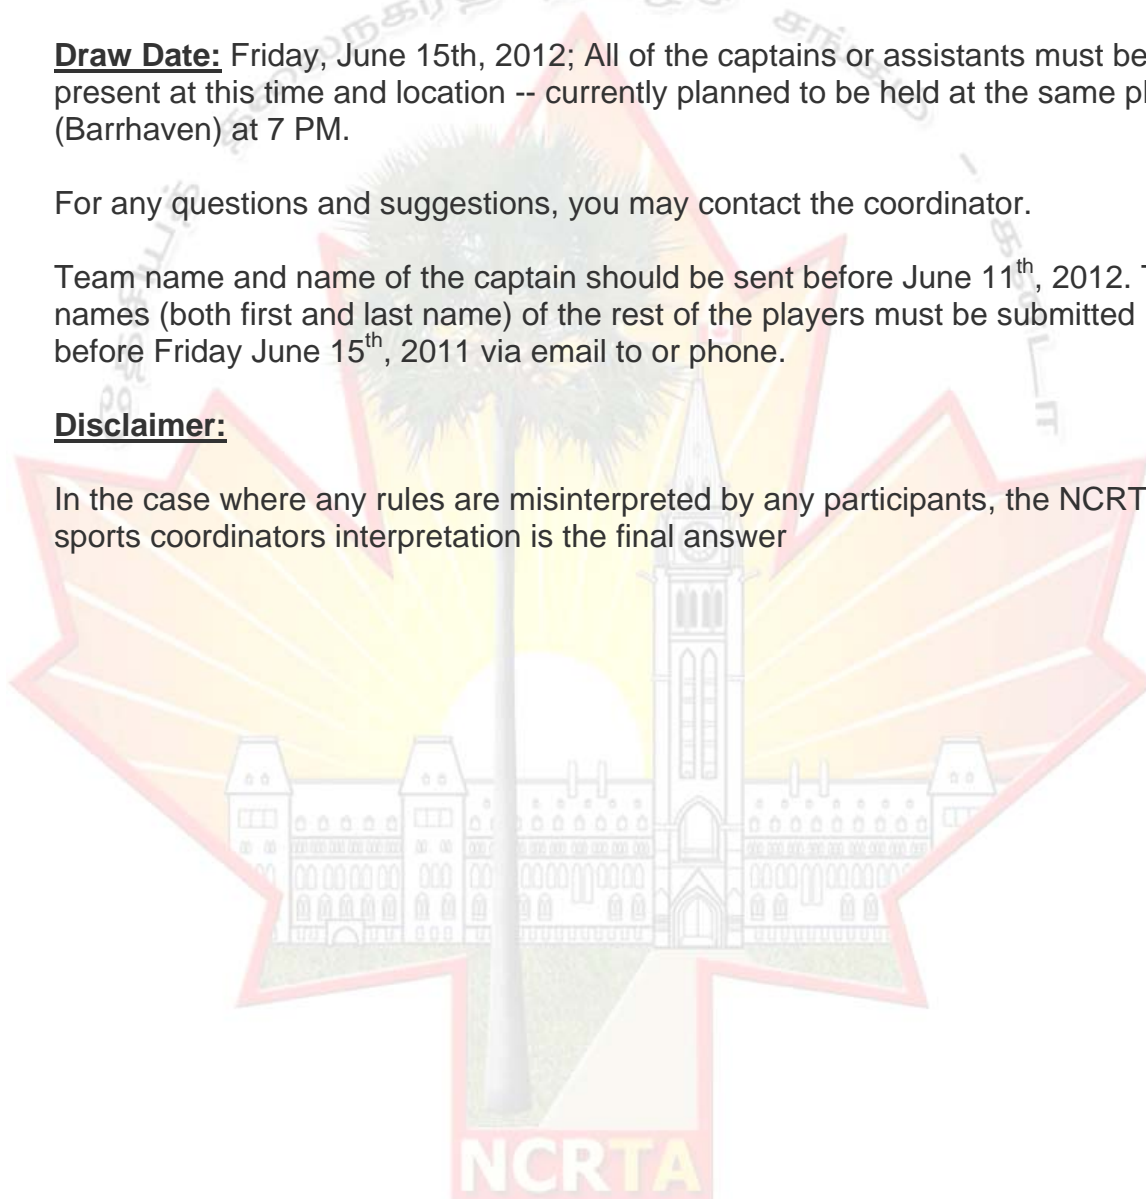 Draw Date: Friday, June 15th, 2012; All of the captains or assistants must be
present at this time and location -- currently planned to be held at the same
(Barrhaven) at 7 PM.
For any questions and suggestions, you may contact the coordinator.
Team name and name of the captain should be sent before June 11th, 2012.
names (both first and last name) of the rest of the players must be submitted
before Friday June 15th, 2011 via email to or phone.
Disclaimer:
In the case where any rules are misinterpreted by any participants, the NCRT
sports coordinators interpretation is the final answer
NCRTA